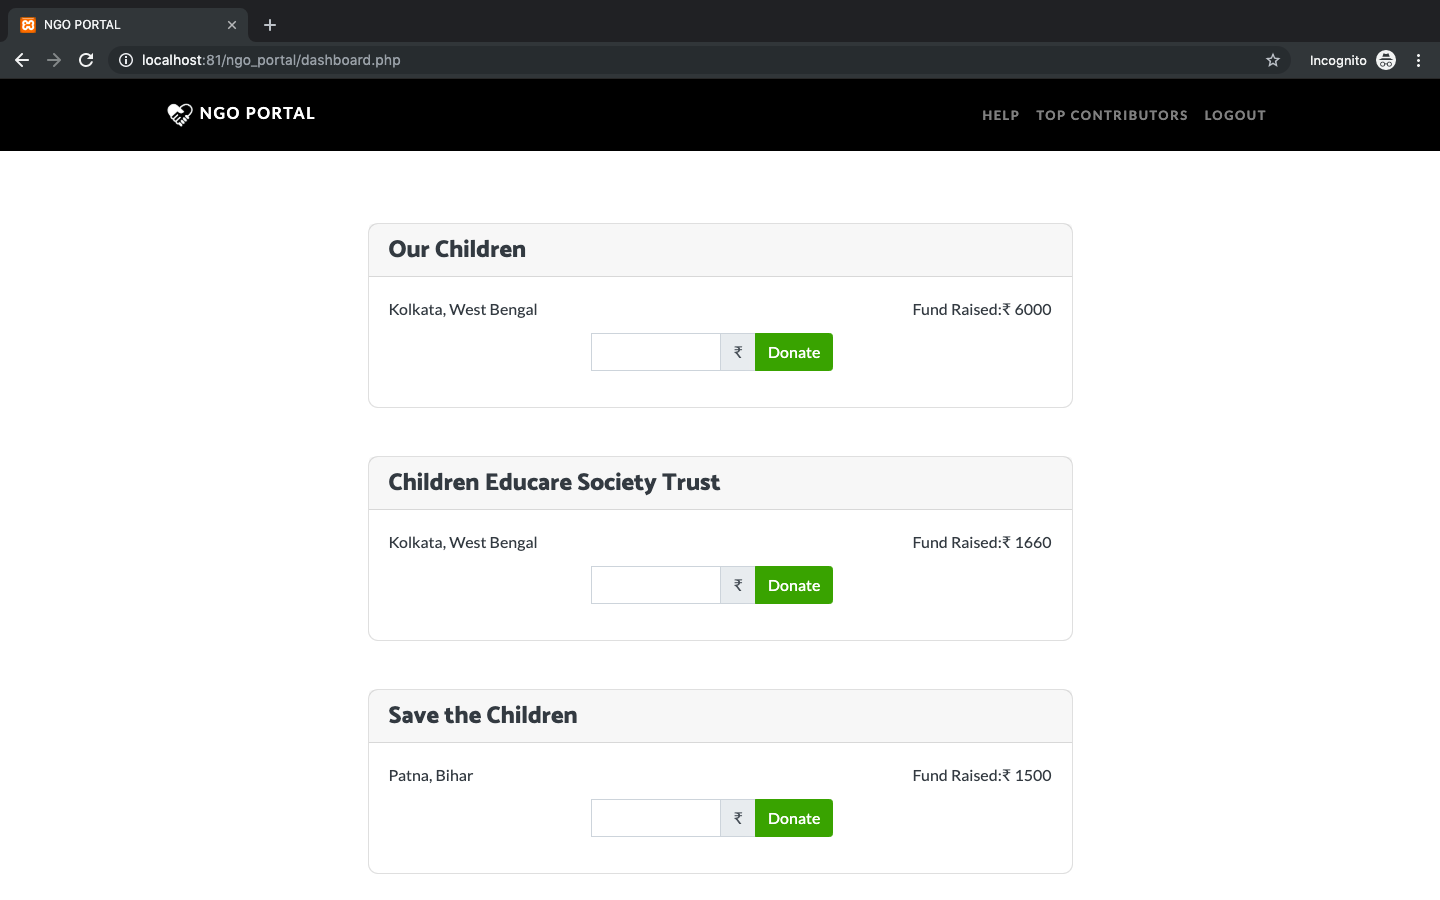 NGO PORTAL
localhost:81/ngo_portal/dashboard.php
Incognito
NGO PORTAL
HELP TOP CONTRIBUTORS LOGOUT
Our Children
Kolkata, West Bengal Fund Raised:₹ 6000
₹ Donate
Children Educare Society Trust
Kolkata, West Bengal Fund Raised:₹ 1660
₹ Donate
Save the Children
Patna, Bihar Fund Raised:₹ 1500
₹ Donate